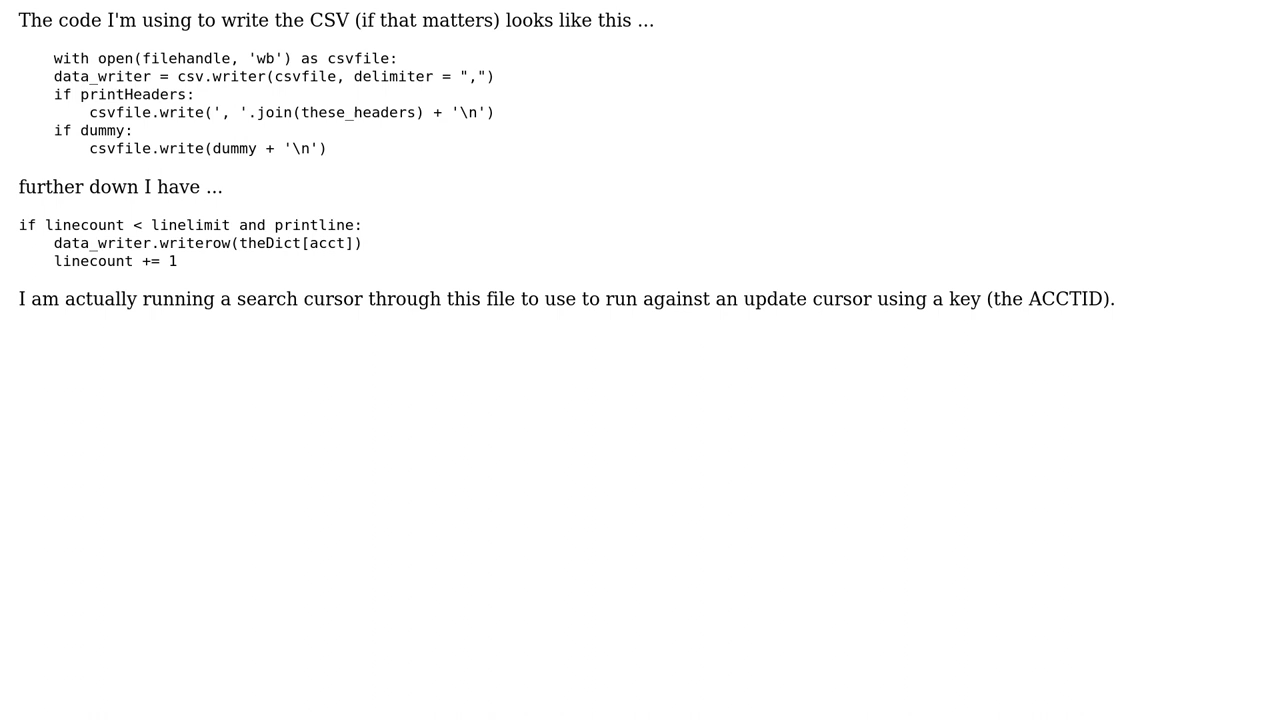 The code I'm using to write the CSV (if that matters) looks like this ...
    with open(filehandle, 'wb') as csvfile:
    data_writer = csv.writer(csvfile, delimiter = ",")
    if printHeaders:
        csvfile.write(', '.join(these_headers) + '\n')
    if dummy:
        csvfile.write(dummy + '\n')
further down I have ...
if linecount < linelimit and printline:
    data_writer.writerow(theDict[acct])
    linecount += 1
I am actually running a search cursor through this file to use to run against an update cursor using a key (the ACCTID).